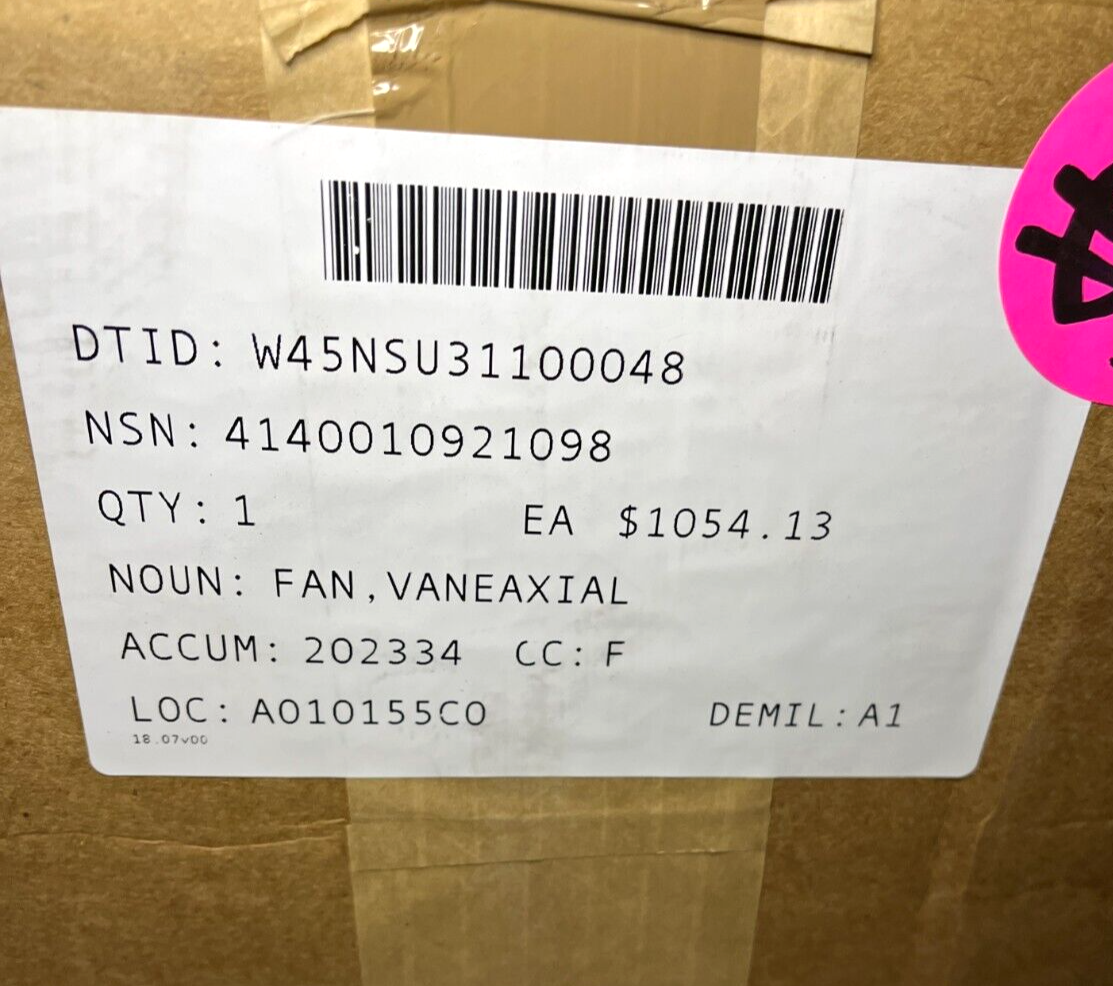 DTID: W45NSU31100048
NSN: 4140010921098
QTY: 1 EA $1054.13
NOUN: FAN,VANEAXIAL
ACCUM: 202334 CC: F
LOC: A010155C0 DEMIL:A1
18.07v00